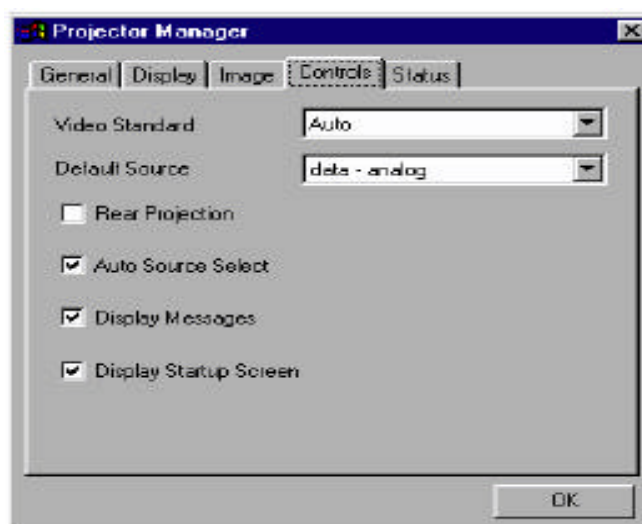 Projector Manager
General Display Image Controls Status
Video Standard Auto
Default Source data - analog
Rear Projection
Auto Source Select
Display Messages
Display Startup Screen
OK